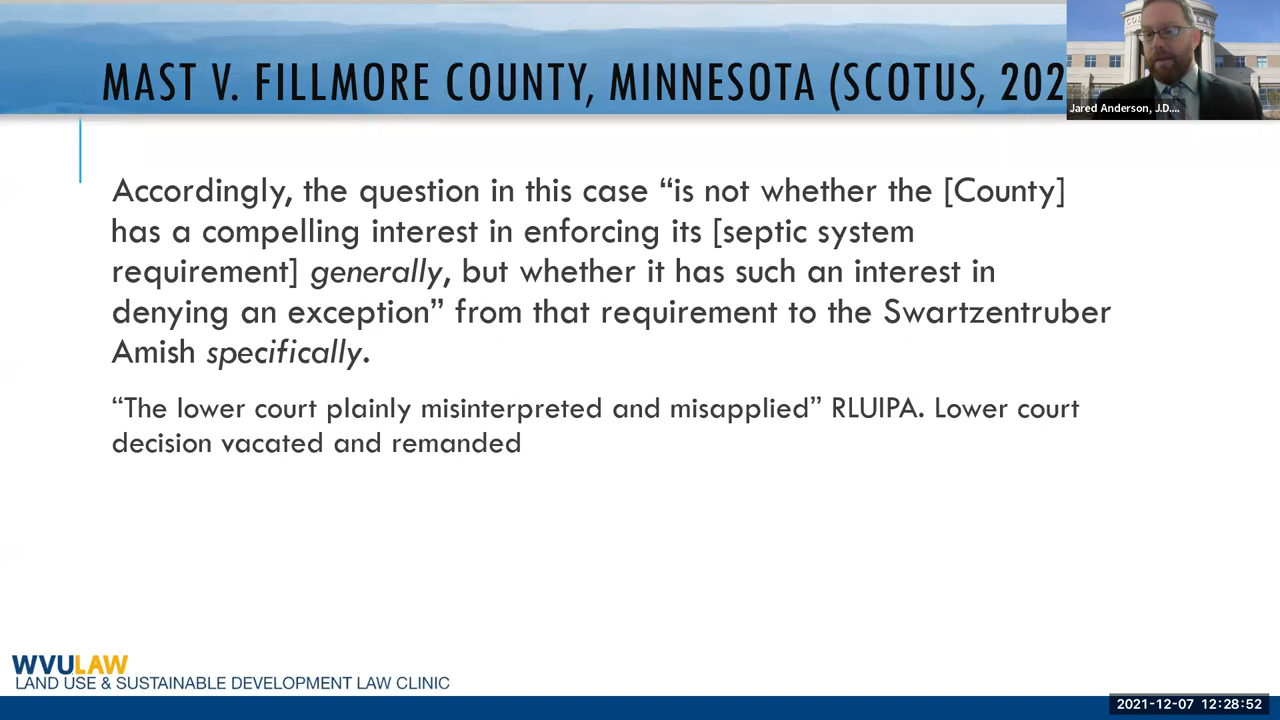 MAST V. FILLMORE COUNTY, MINNESOTA (SCOTUS, 202
Jared Anderson, J.D....
Accordingly, the question in this case “is not whether the [County]
has a compelling interest in enforcing its [septic system
requirement] generally, but whether it has such an interest in
denying an exception” from that requirement to the Swartzentruber
Amish specifically.
“The lower court plainly misinterpreted and misapplied” RLUIPA. Lower court
decision vacated and remanded
WVULAW
LAND USE & SUSTAINABLE DEVELOPMENT LAW CLINIC
2021-12-07 12:28:52